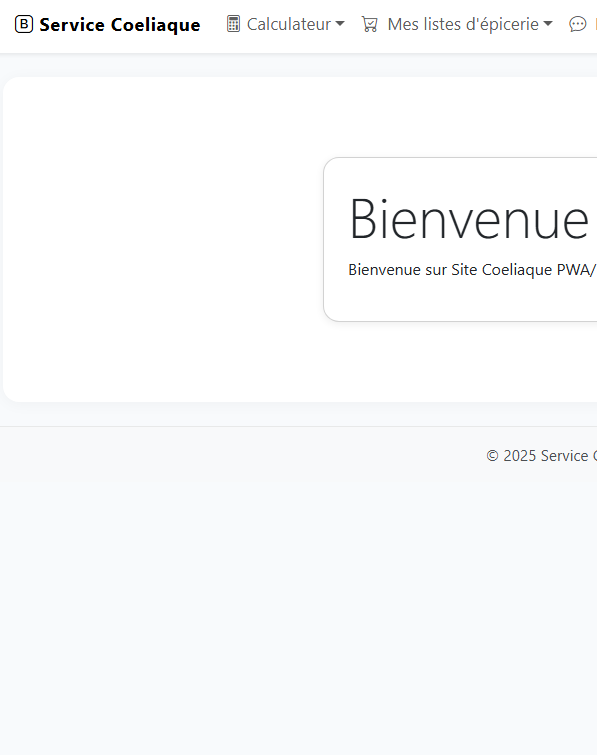 B Service Coeliaque Calculateur Mes listes d'épicerie
Bienvenue
Bienvenue sur Site Coeliaque PWA/
© 2025 Service